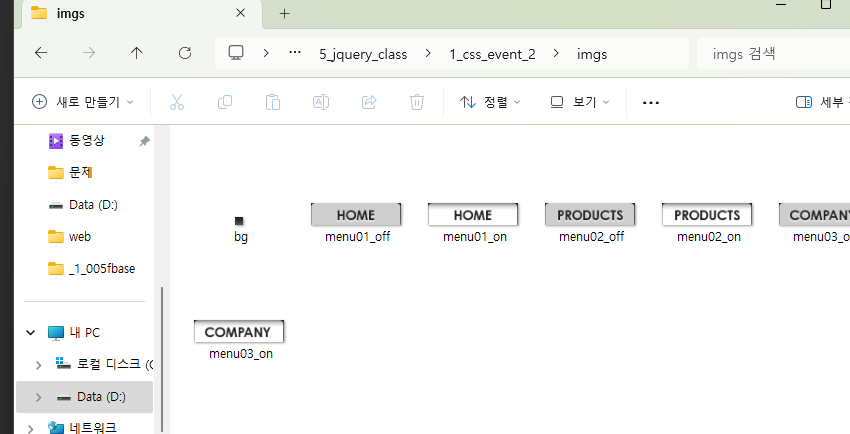 imgs
5_jquery_class
1_css_event_2
imgs
imgs 검색
새로 만들기
정렬
보기
세부
동영상
문제
Data (D:)
web
_1_005fbase
내 PC
로컬 디스크 (C
Data (D:)
네트워크
bg
HOME
menu01_off
HOME
menu01_on
PRODUCTS
menu02_off
PRODUCTS
menu02_on
COMPANY
menu03_o
COMPANY
menu03_on